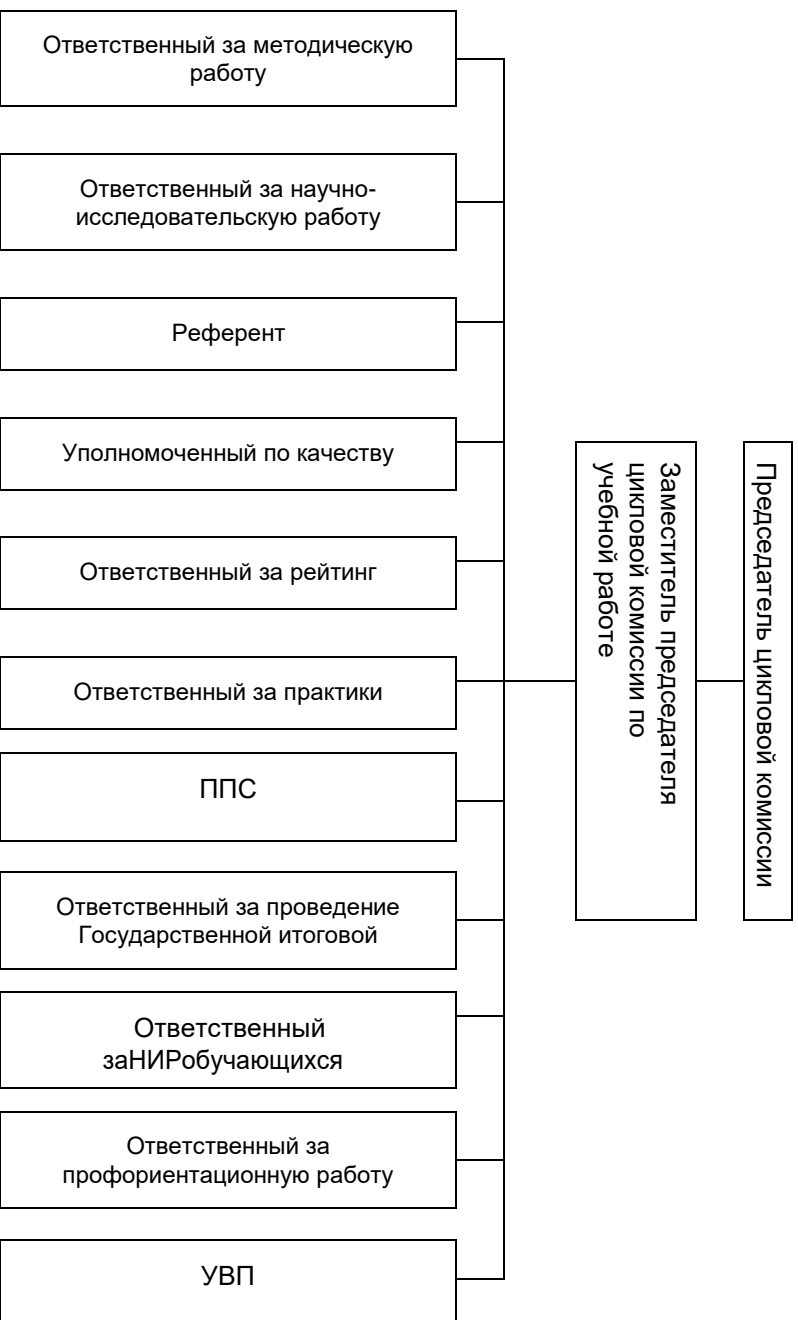 Ответственный за методическую
работу
Ответственный за научно-
исследовательскую работу
Референт
Уполномоченный по качеству
Ответственный за рейтинг
Ответственный за практики
ППС
Ответственный за проведение
Государственной итоговой
Ответственный
заНИРобучающихся
Ответственный за
профориентационную работу
УВП
Заместитель председателя
цикловой комиссии по
учебной работе
Председатель цикловой комиссии